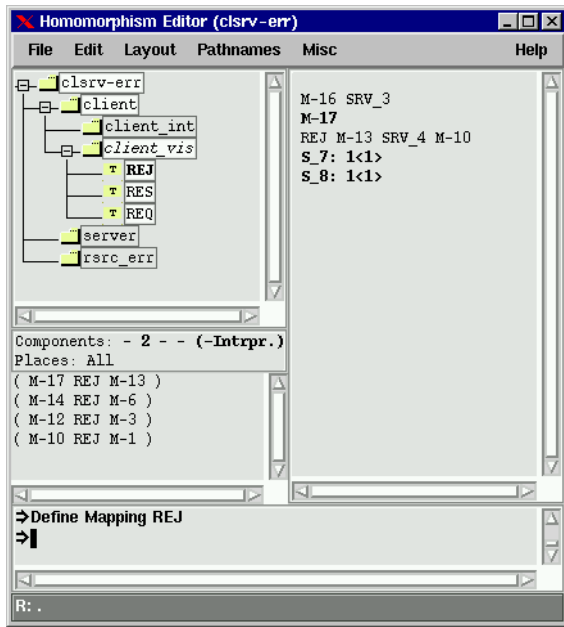 Homomorphism Editor (clsrv-err)
File Edit Layout Pathnames Misc Help
clsrv-err
client
client_int
client_vis
T REJ
T RES
T REQ
server
rsrc_err
Components: - 2 - - (-Intrpr.)
Places: All
( M-17 REJ M-13 )
( M-14 REJ M-6 )
( M-12 REJ M-3 )
( M-10 REJ M-1 )
M-16 SRV_3
M-17
REJ M-13 SRV_4 M-10
S_7: 1<1>
S_8: 1<1>
⇒Define Mapping REJ
⇒
R: .